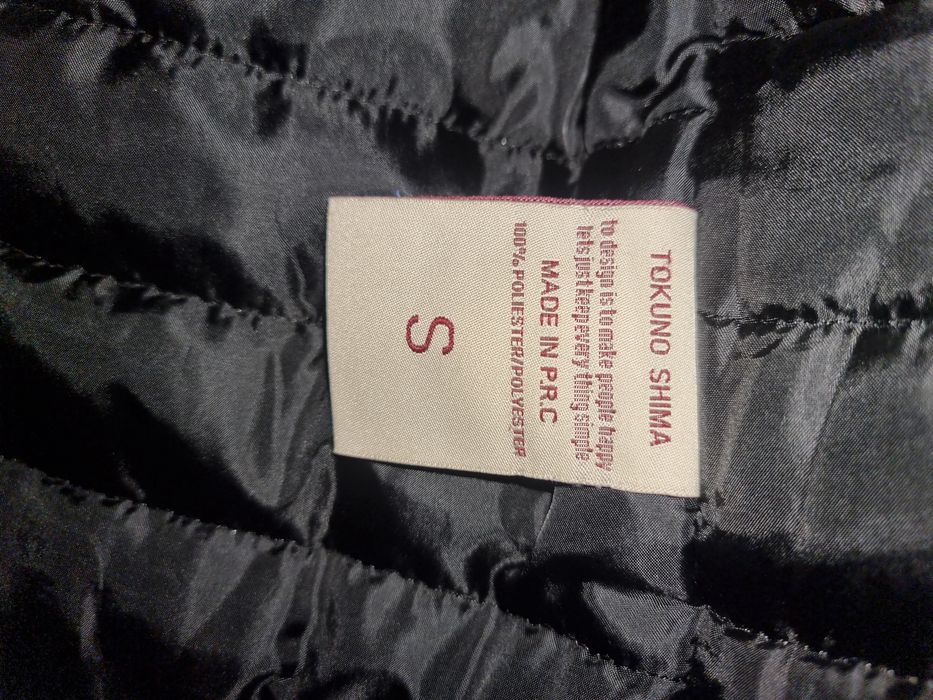 TOKUNO SHIMA
to design is to make people happy
lets just keep every thing simple
MADE IN P.R.C
100%POLIESTER/POLYESTER
S